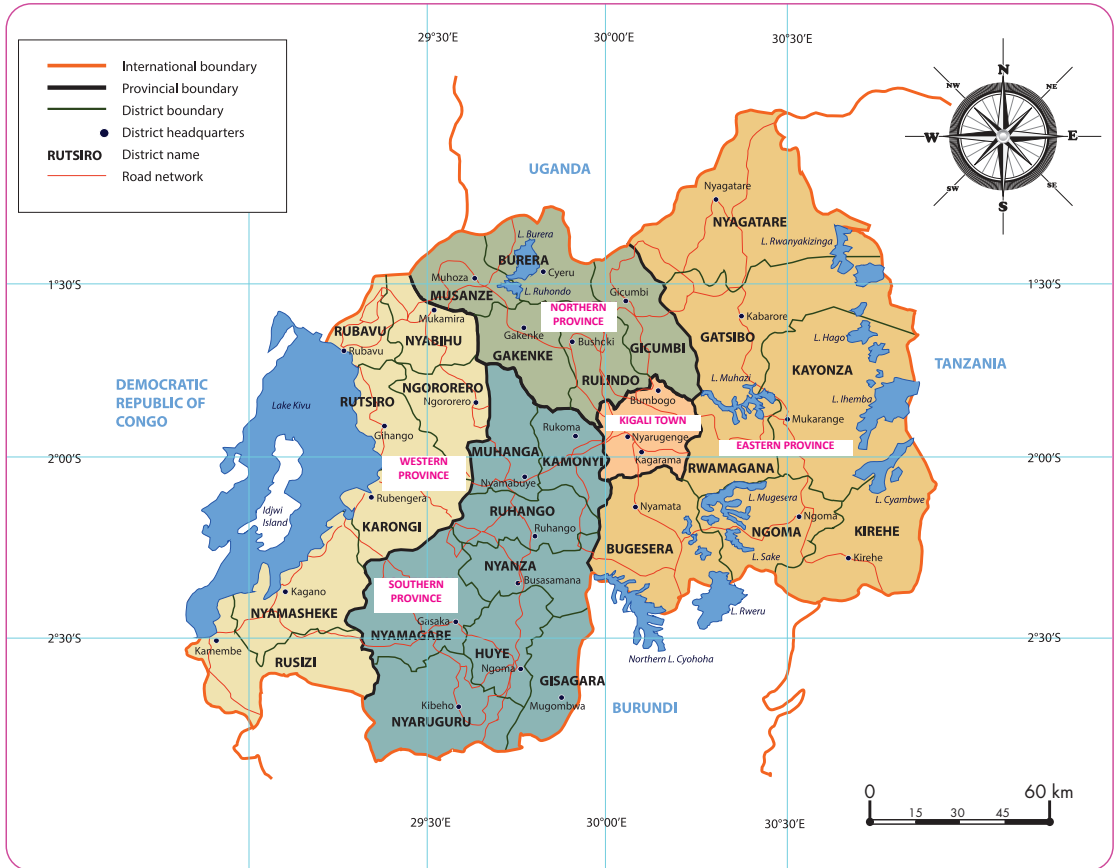 29°30'E
30°00'E
30°30'E
International boundary
Provincial boundary
District boundary
District headquarters
RUTSIRO District name
Road network
N
NE
E
SE
S
SW
W
NW
UGANDA
Nyagatare
NYAGATARE
L. Rwanyakizinga
L. Burera
BURERA
Cyeru
Muhoza
MUSANZE
L. Ruhondo
Gicumbi
1°30'S
1°30'S
NORTHERN
PROVINCE
Mukamira
RUBAVU
Rubavu
NYABIHU
Gakenke
GAKENKE
Bushoki
GICUMBI
RULINDO
Kabarore
GATSIBO
L. Hago
KAYONZA
TANZANIA
DEMOCRATIC
REPUBLIC OF
CONGO
Lake Kivu
NGORORERO
Ngororero
RUTSIRO
Gihango
Bumbogo
L. Muhazi
L. Ihemba
Mukarange
KIGALI TOWN
Nyarugenge
Kagarama
Rukoma
MUHANGA
KAMONYI
EASTERN PROVINCE
2°00'S
2°00'S
WESTERN
PROVINCE
RWAMAGANA
Nyamabuye
Rubengera
RUHANGO
Ruhango
Nyamata
L. Mugesera
Ngoma
NGOMA
L. Cyambwe
KIREHE
Kirehe
Idjwi
Island
KARONGI
BUGESERA
L. Sake
NYANZA
Busasamana
SOUTHERN
PROVINCE
Kagano
NYAMASHEKE
L. Rweru
Gasaka
NYAMAGABE
2°30'S
2°30'S
Kamembe
RUSIZI
HUYE
Ngoma
Northern L. Cyohoha
GISAGARA
Mugombwa
BURUNDI
Kibeho
NYARUGURU
0
60 km
15
30
45
29°30'E
30°00'E
30°30'E